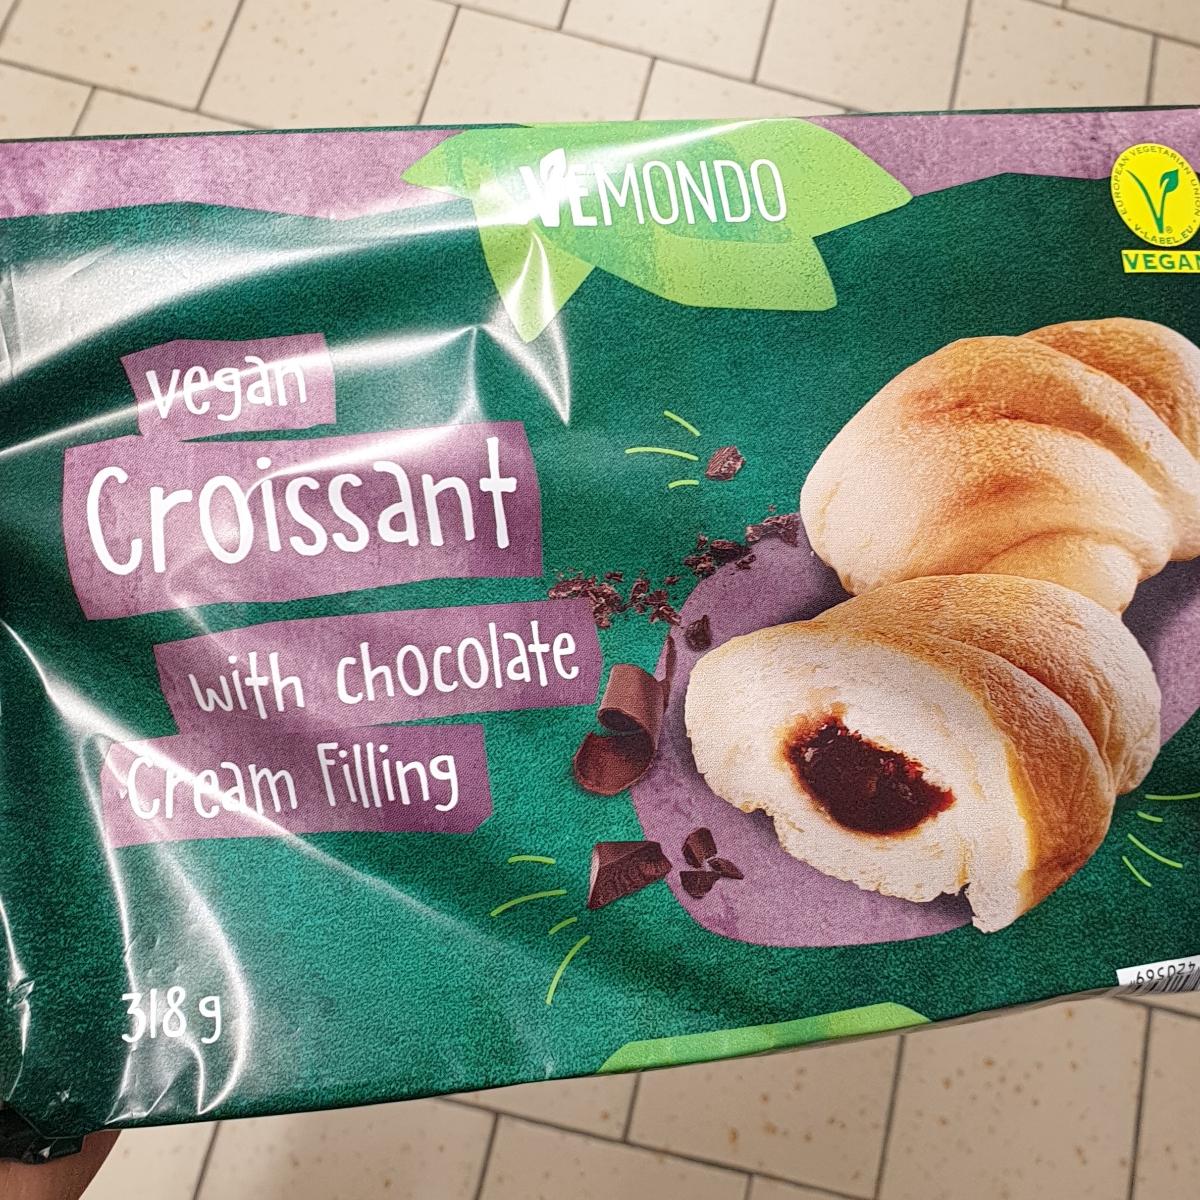 VEMONDO
EUROPEAN VEGETARIAN UNION
V-LABEL.EU
VEGAN
vegan
Croissant
with chocolate
Cream Filling
318 g